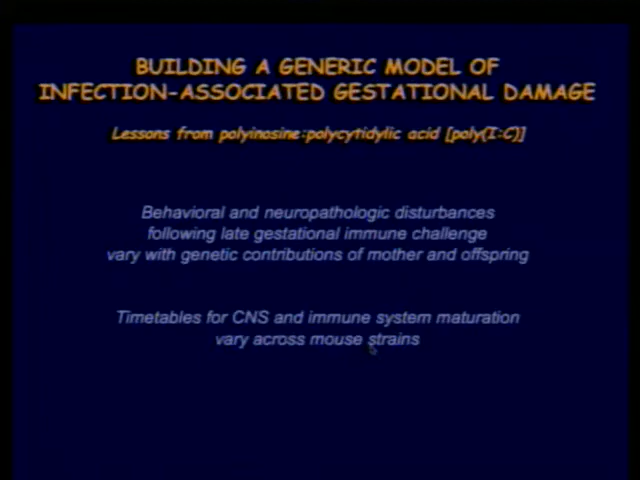 BUILDING A GENERIC MODEL OF
INFECTION-ASSOCIATED GESTATIONAL DAMAGE
Lessons from polyinosine:polycytidylic acid [poly(I:C)]
Behavioral and neuropathologic disturbances
following late gestational immune challenge
vary with genetic contributions of mother and offspring
Timetables for CNS and immune system maturation
vary across mouse strains